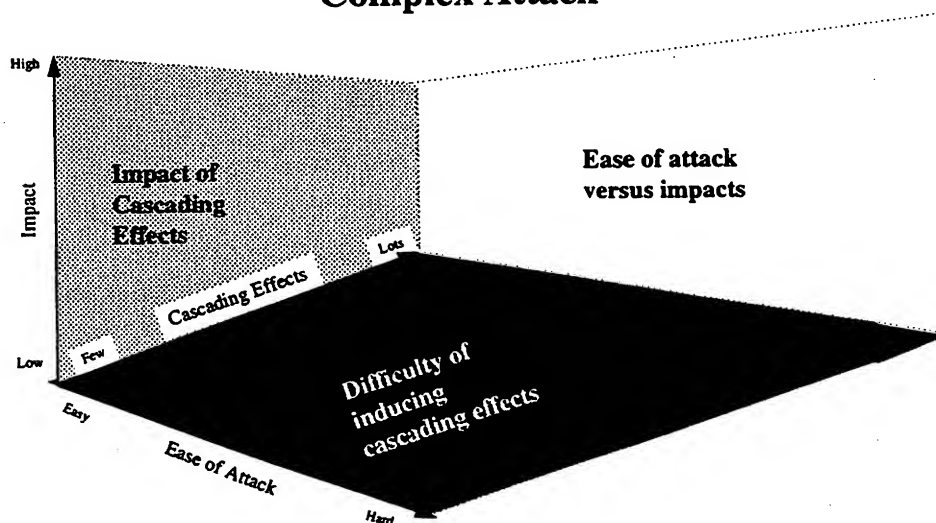 Complex Attack
High
Impact of
Cascading
Effects
Impact
Ease of attack
versus impacts
Lots
Cascading Effects
Few
Low
Difficulty of
inducing
cascading effects
Easy
Ease of Attack
Hard